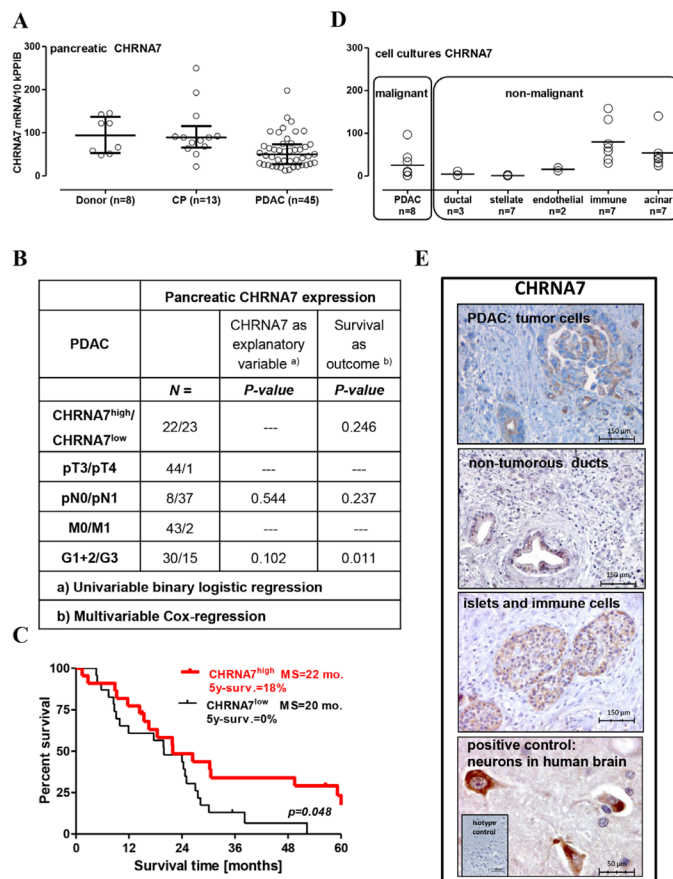 A
pancreatic CHRNA7
CHRNA7 mRNA/10 kPPIB
300
200
100
0
Donor (n=8) CP (n=13) PDAC (n=45)
D
cell cultures CHRNA7
300
200
100
0
malignant non-malignant
PDAC ductal stellate endothelial immune acinar
n=8 n=3 n=7 n=2 n=7 n=7
B
Pancreatic CHRNA7 expression
PDAC
CHRNA7 as explanatory variable a)
Survival as outcome b)
N = P-value P-value
CHRNA7high/ CHRNA7low 22/23 --- 0.246
pT3/pT4 44/1 --- ---
pN0/pN1 8/37 0.544 0.237
M0/M1 43/2 --- ---
G1+2/G3 30/15 0.102 0.011
a) Univariable binary logistic regression
b) Multivariable Cox-regression
C
Percent survival
100
75
50
25
0
CHRNA7high MS=22 mo.
5y-surv.=18%
CHRNA7low MS=20 mo.
5y-surv.=0%
p=0.048
0 12 24 36 48 60
Survival time [months]
E
CHRNA7
PDAC: tumor cells
150 µm
non-tumorous ducts
150 µm
islets and immune cells
150 µm
positive control:
neurons in human brain
Isotype
control
50 µm